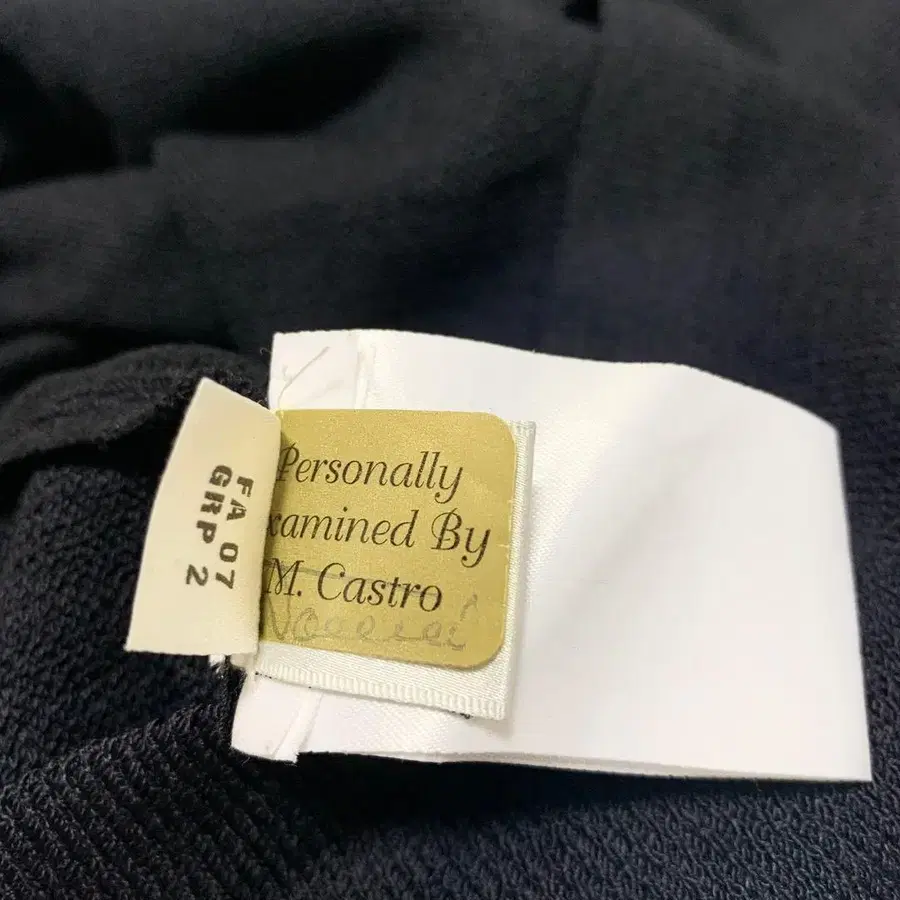 FA 07
GRP 2
Personally
xamined By
M. Castro